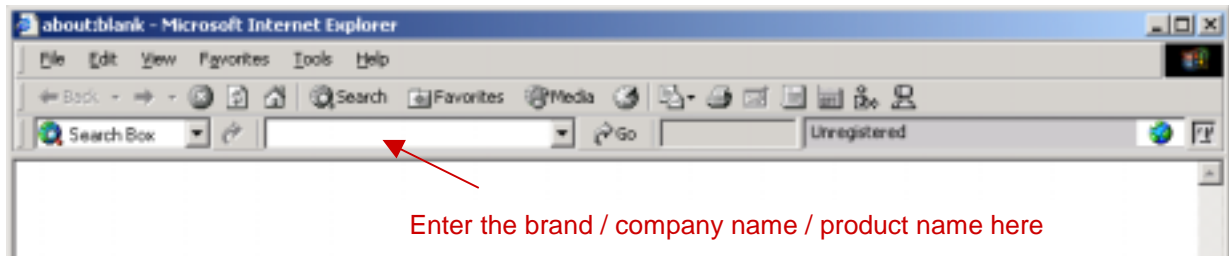 about:blank - Microsoft Internet Explorer
File Edit View Favorites Tools Help
Back Search Favorites Media
Search Box Go Unregistered
Enter the brand / company name / product name here